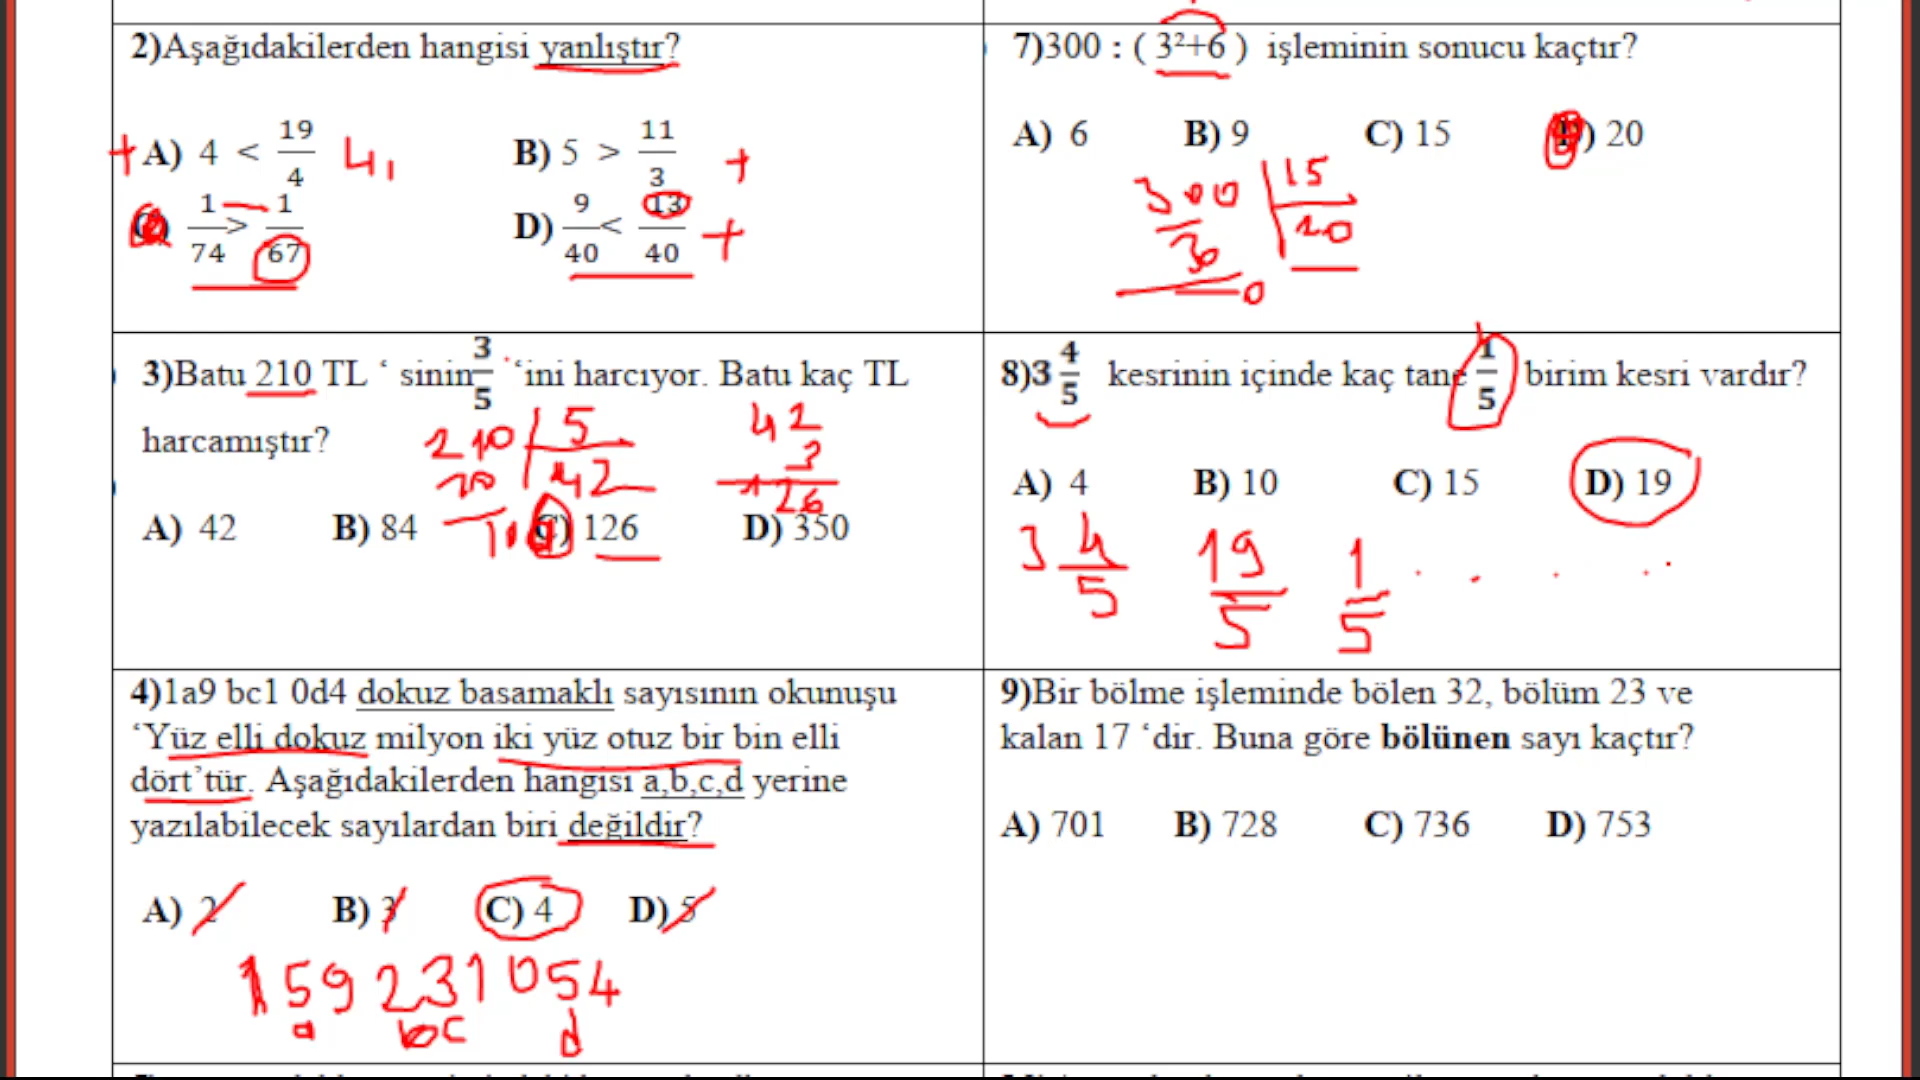 2)Aşağıdakilerden hangisi yanlıştır?
A) 4 < 19/4 4,
B) 5 > 11/3 +
+
C) 1/74 > 1/67
D) 9/40 < 13/40 +
3)Batu 210 TL ‘ sinin 3/5 ‘ini harcıyor. Batu kaç TL
harcamıştır?
210 5
20 42
10
42
3
126
A) 42 B) 84 C) 126 D) 350
4)1a9 bc1 0d4 dokuz basamaklı sayısının okunuşu
‘Yüz elli dokuz milyon iki yüz otuz bir bin elli
dört’tür. Aşağıdakilerden hangisi a,b,c,d yerine
yazılabilecek sayılardan biri değildir?
A) 2 B) 3 C) 4 D) 5
159 231 054
a b c d
7)300 : ( 3²+6 ) işleminin sonucu kaçtır?
A) 6 B) 9 C) 15 D) 20
300 15
30 20
0
8)3 4/5 kesrinin içinde kaç tane 1/5 birim kesri vardır?
A) 4 B) 10 C) 15 D) 19
3 4/5 19/5 1/5 . . . . .
9)Bir bölme işleminde bölen 32, bölüm 23 ve
kalan 17 ‘dir. Buna göre bölünen sayı kaçtır?
A) 701 B) 728 C) 736 D) 753